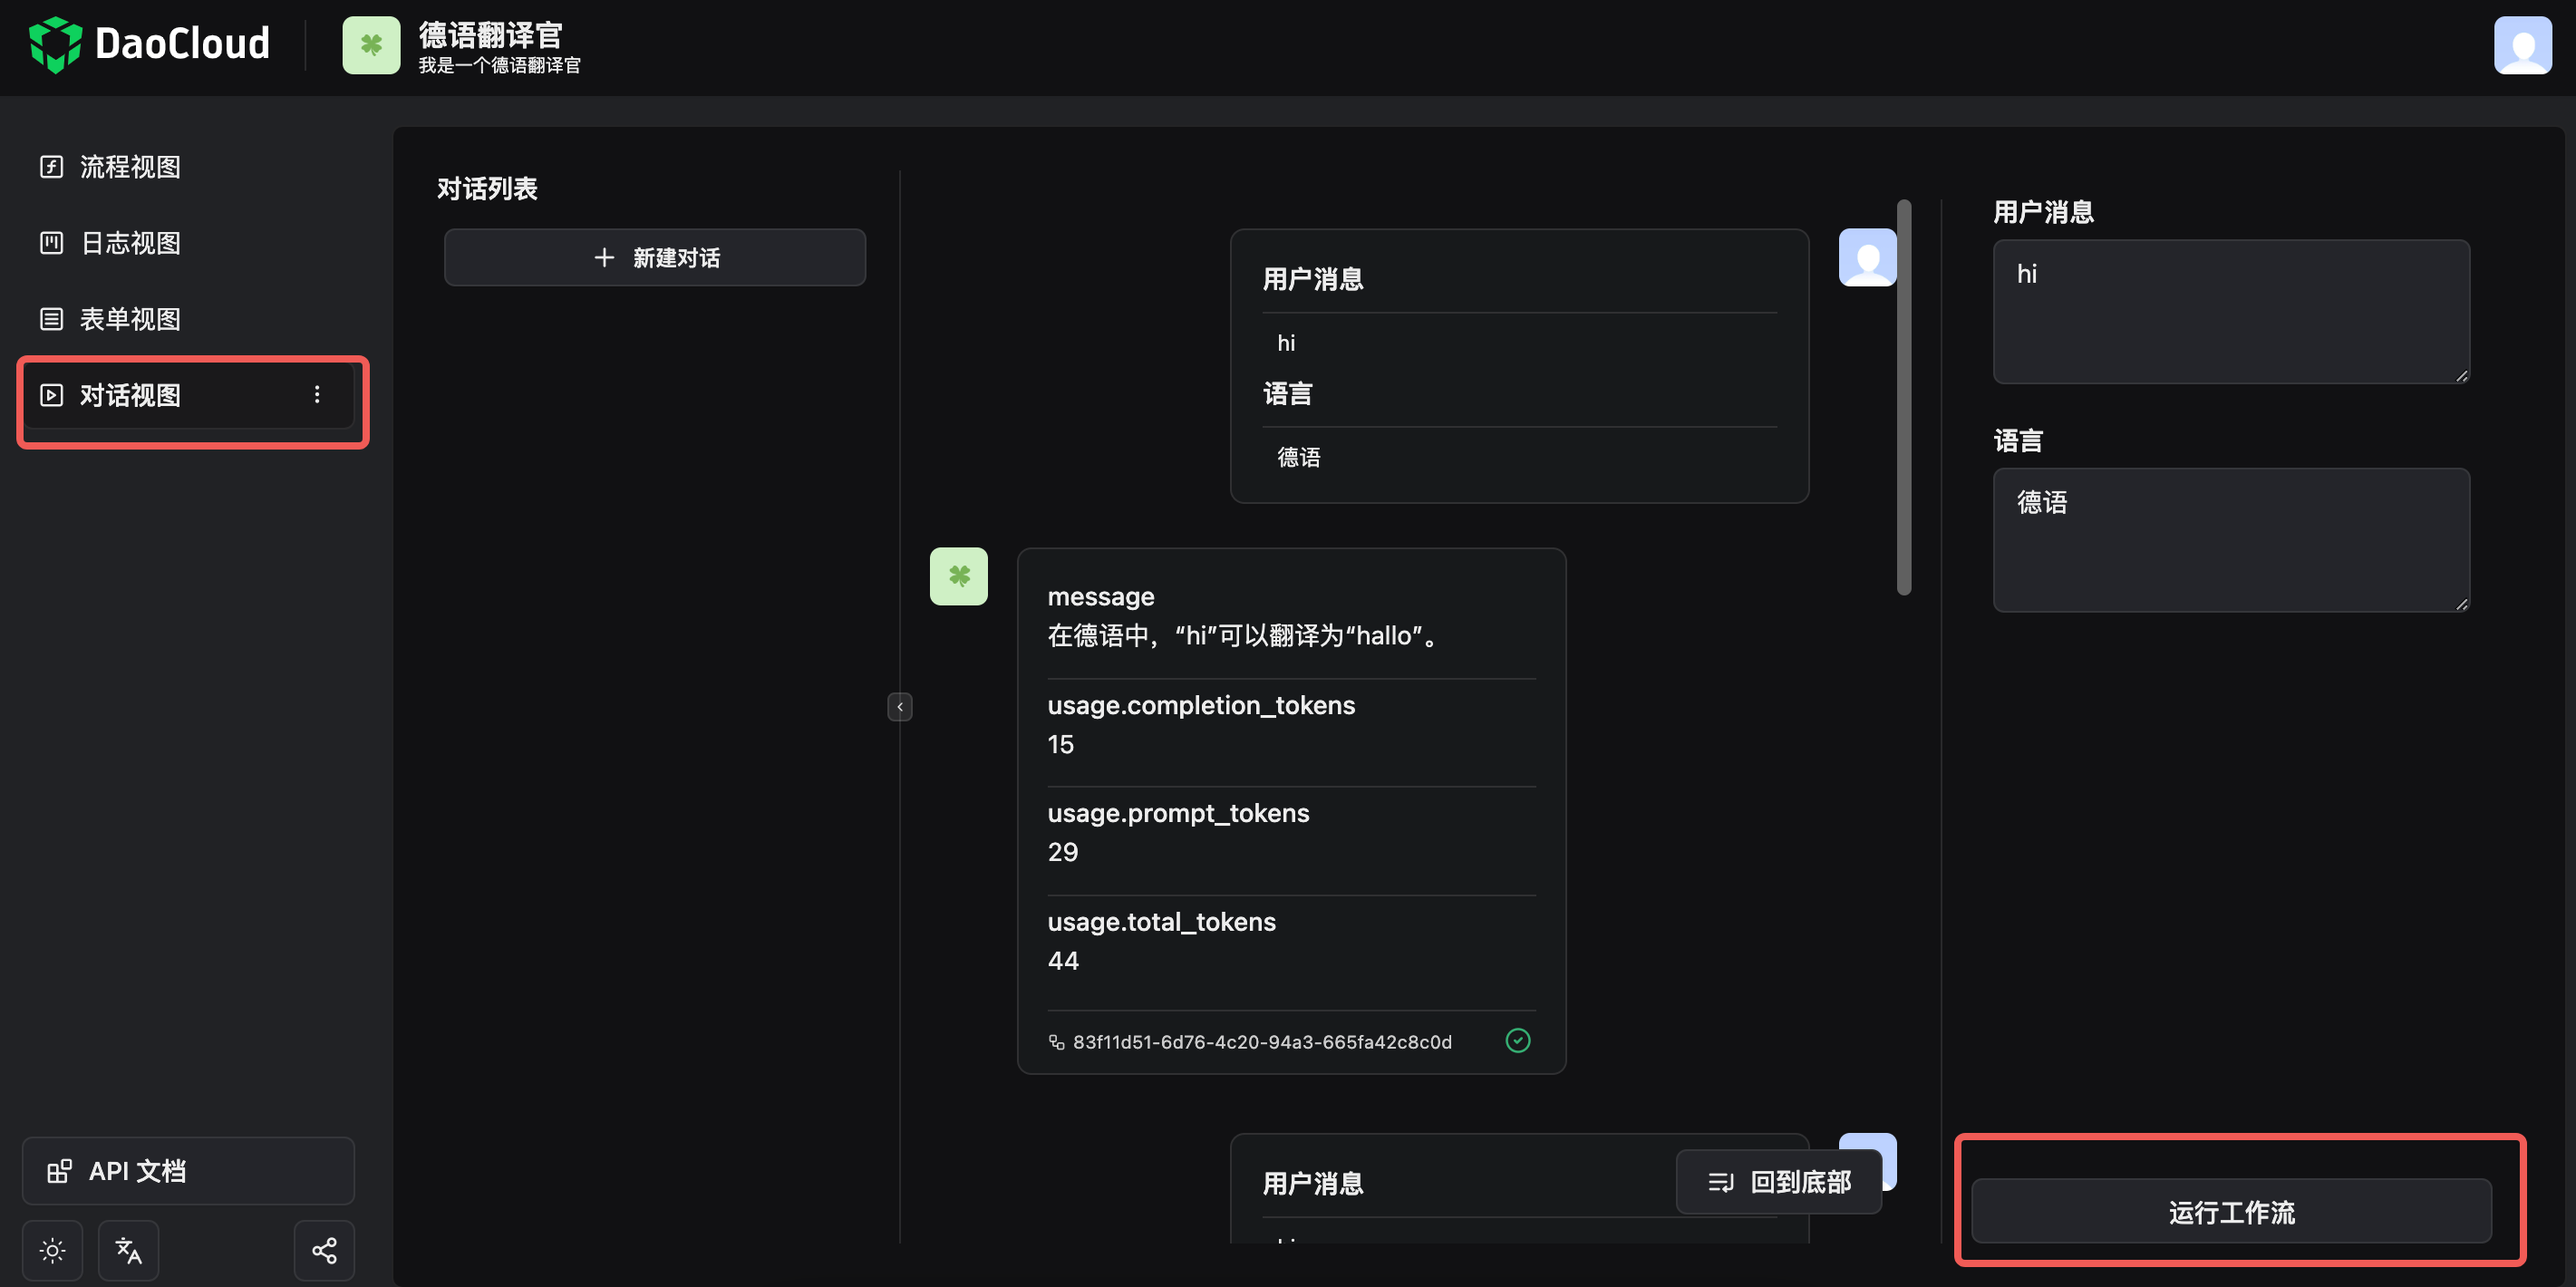 DaoCloud
德语翻译官
我是一个德语翻译官
流程视图
日志视图
表单视图
对话视图
API 文档
对话列表
新建对话
用户消息
hi
语言
德语
message
在德语中，“hi”可以翻译为“hallo”。
usage.completion_tokens
15
usage.prompt_tokens
29
usage.total_tokens
44
83f11d51-6d76-4c20-94a3-665fa42c8c0d
用户消息
回到底部
用户消息
hi
语言
德语
运行工作流